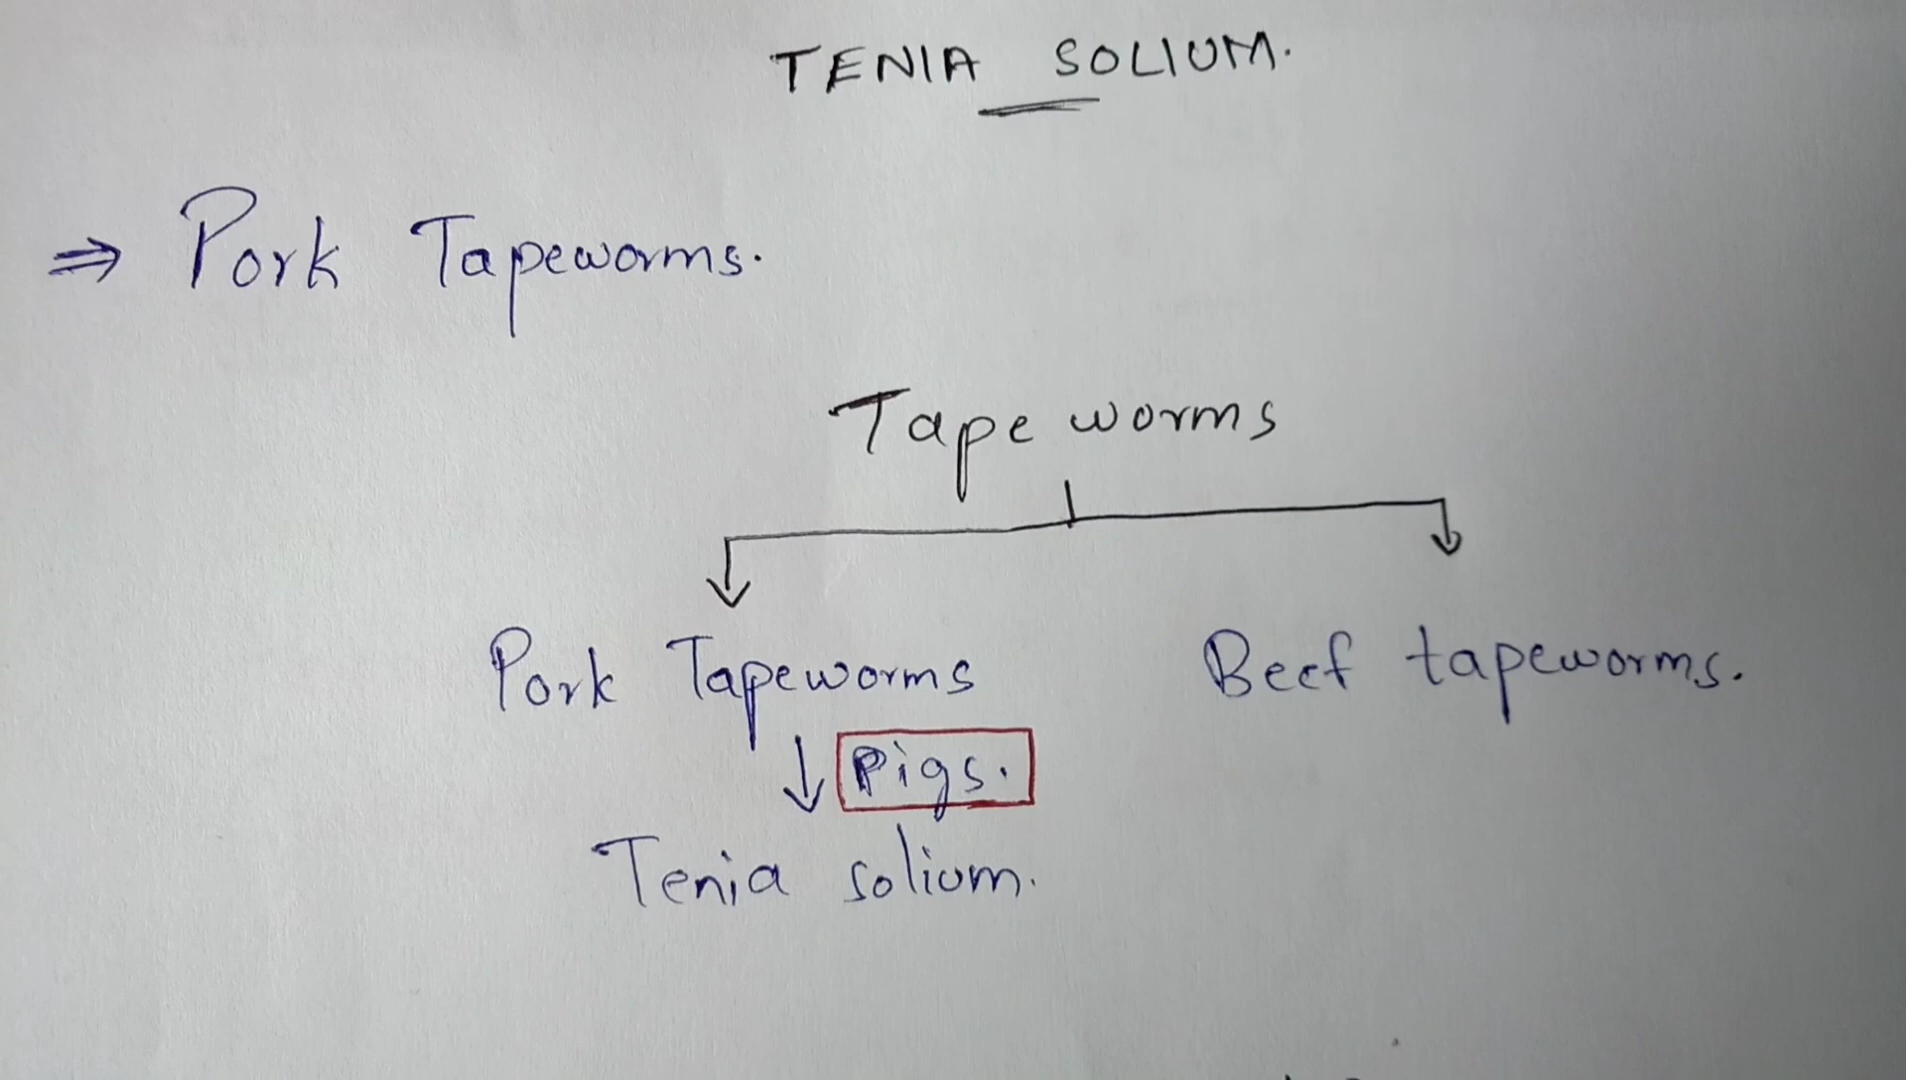 TENIA SOLIUM.
⇒ Pork Tapeworms.
Tape worms
Pork Tapeworms
Beef tapeworms.
Pigs.
Tenia solium.